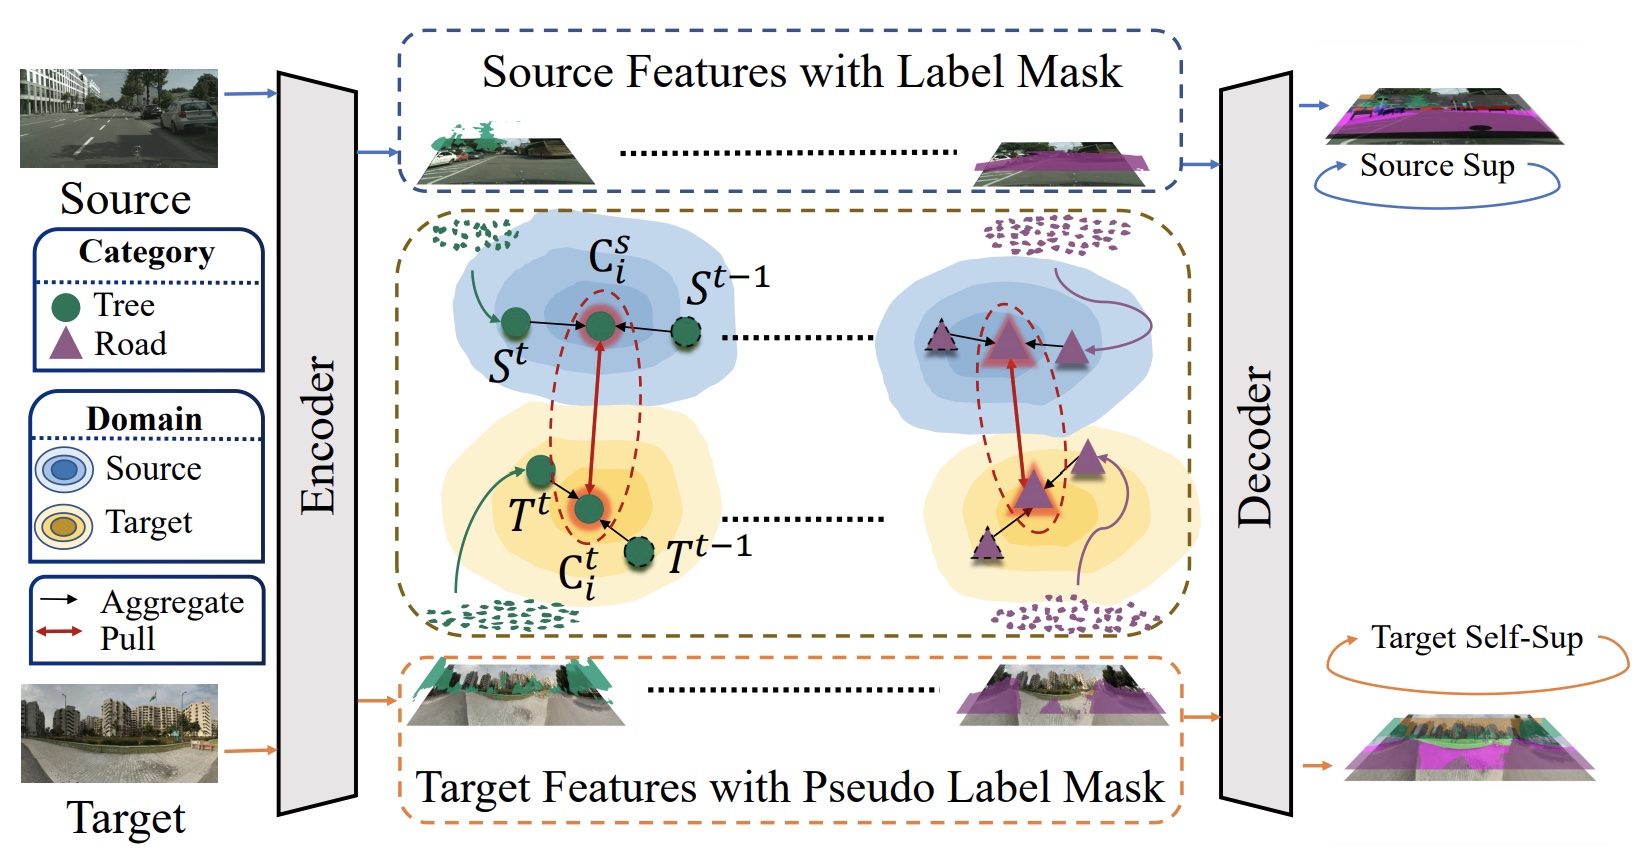 Source Features with Label Mask
Source
Category
Tree
Road
Domain
Source
Target
Aggregate
Pull
Target
Encoder
C_i^s
S^{t-1}
S^t
T^t
C_i^t
T^{t-1}
Target Features with Pseudo Label Mask
Decoder
Source Sup
Target Self-Sup